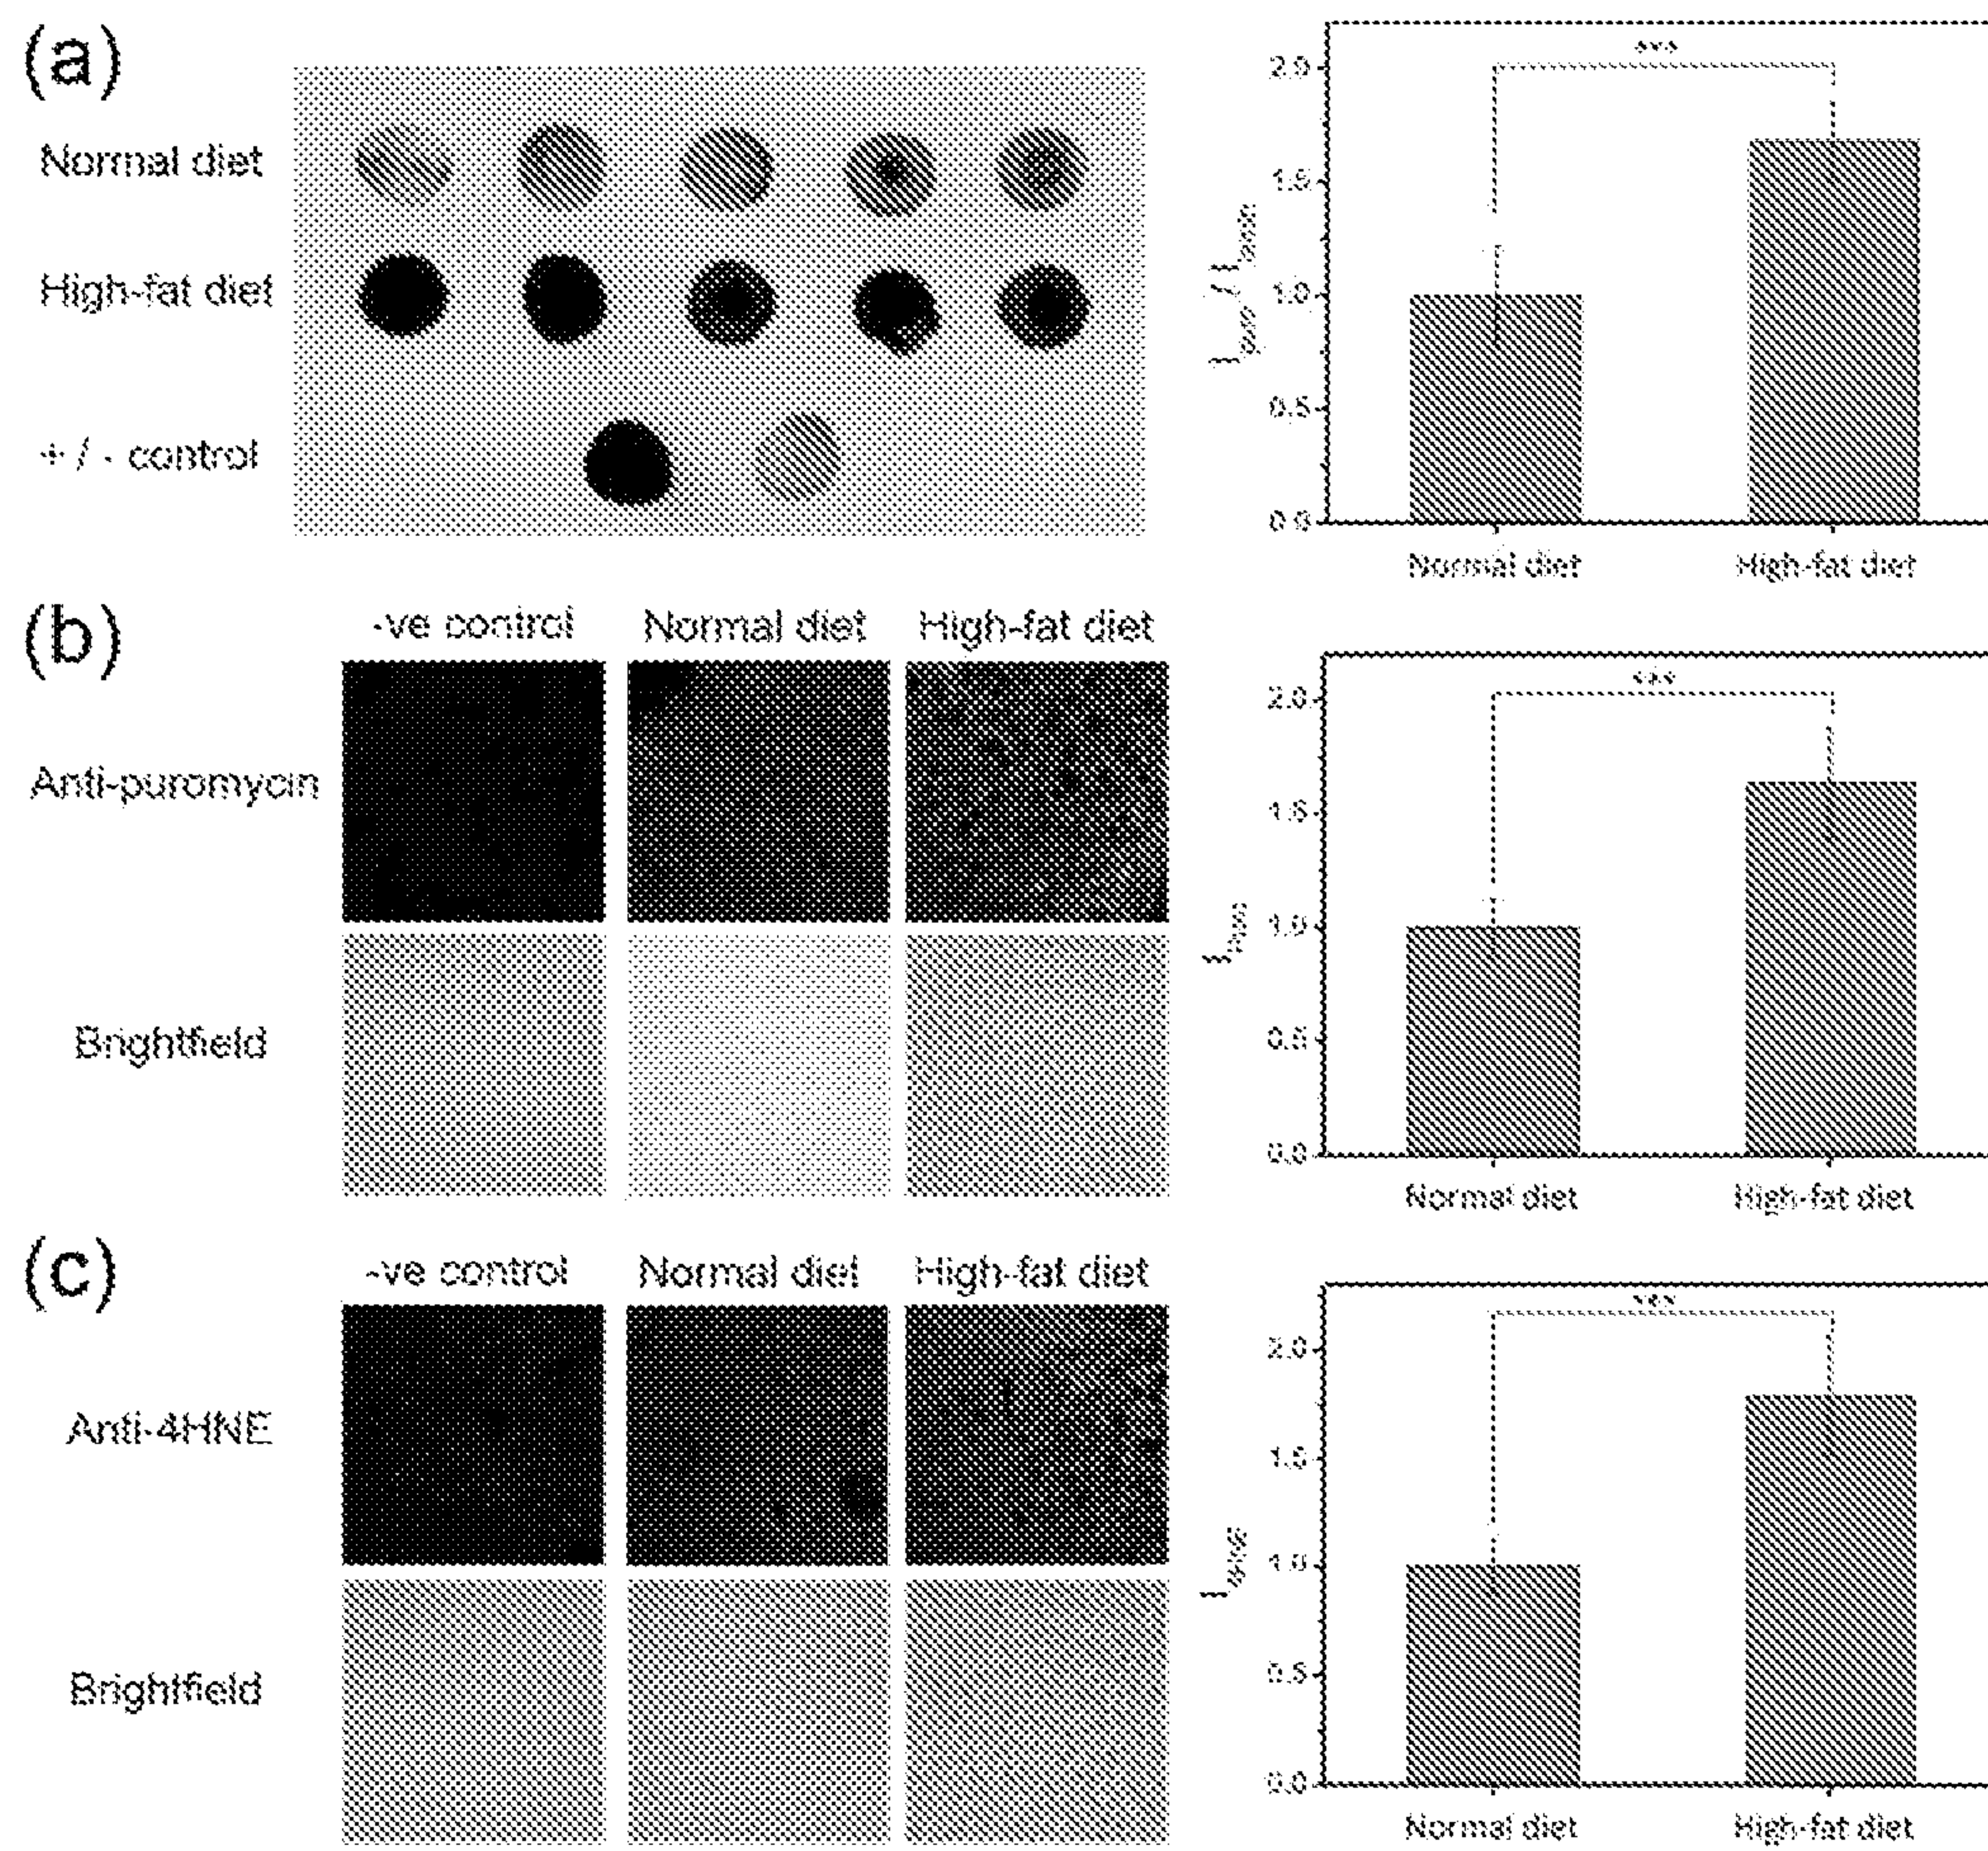 (a)
Normal diet
High-fat diet
+ / - control
***
2.0
1.5
1.0
0.5
0.0
Normal diet
High-fat diet
(b)
-ve control
Normal diet
High-fat diet
Anti-puromycin
Brightfield
***
2.0
1.5
1.0
0.5
0.0
Normal diet
High-fat diet
(c)
-ve control
Normal diet
High-fat diet
Anti-4HNE
Brightfield
***
2.0
1.5
1.0
0.5
0.0
I 4HNE
Normal diet
High-fat diet